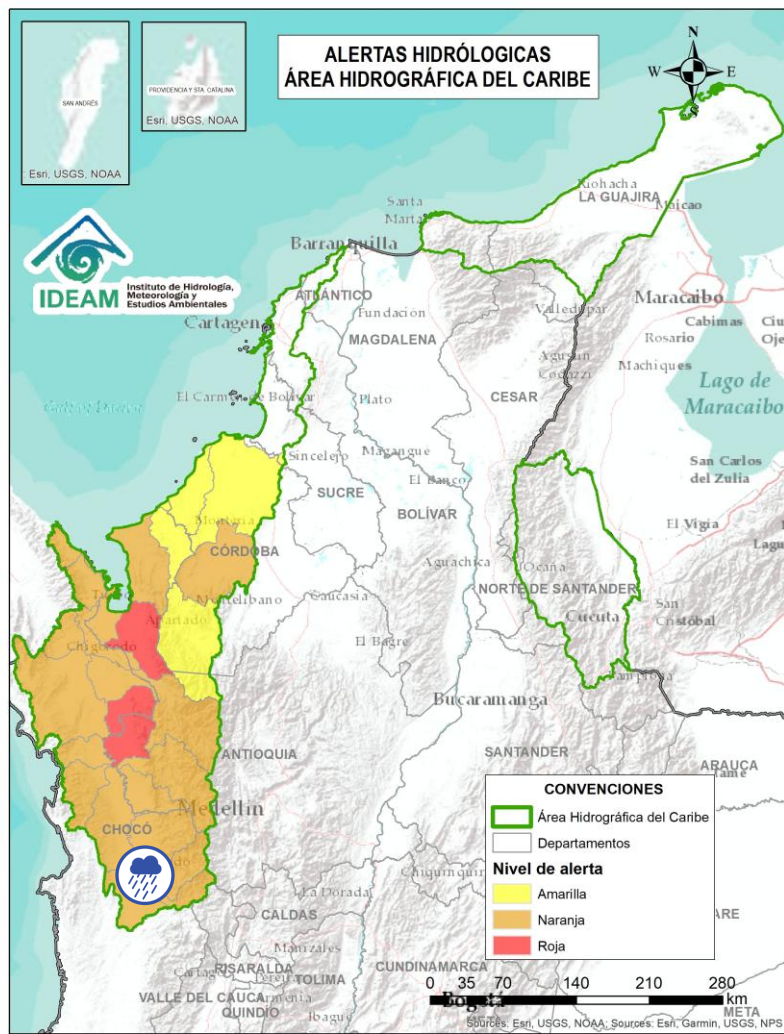 ALERTAS HIDRÓLOGICAS
ÁREA HIDROGRÁFICA DEL CARIBE
N
W E
S
SAN ANDRÉS
Esri, USGS, NOAA
PROVIDENCIA Y STA. CATALINA
Esri, USGS, NOAA
IDEAM
Instituto de Hidrología,
Meteorología y
Estudios Ambientales
Riohacha
LA GUAJIRA
Maicao
Santa
Marta
Barranquilla
ATLÁNTICO
Cartagena
Fundación
MAGDALENA
Valledupar
Maracaibo
Cabimas
Rosario
Machiques
Agustín
Codazzi
CESAR
Lago de
Maracaibo
El Carmen de Bolívar
Plato
Sincelejo
Magangue
SUCRE
El Banco
BOLÍVAR
San Carlos
del Zulia
El Vigia
Montería
CÓRDOBA
Aguachica
Ocaña
NORTE DE SANTANDER
Montelibano
Caucasia
Cucuta
San
Cristóbal
Apartado
El Bagre
Pamplona
Bucaramanga
ANTIOQUIA
SANTANDER
ARAUCA
Medellín
CHOCÓ
La Dorada
CALDAS
Manizales
RISARALDA
TOLIMA
CUNDINAMARCA
VALLE DEL CAUCA
Armenia
QUINDÍO
Ibague
Bogotá
CONVENCIONES
Área Hidrográfica del Caribe
Departamentos
Nivel de alerta
Amarilla
Naranja
Roja
0 35 70 140 210 280
km
Sources: Esri, USGS, NOAA; Sources: Esri, Garmin, USGS, NPS